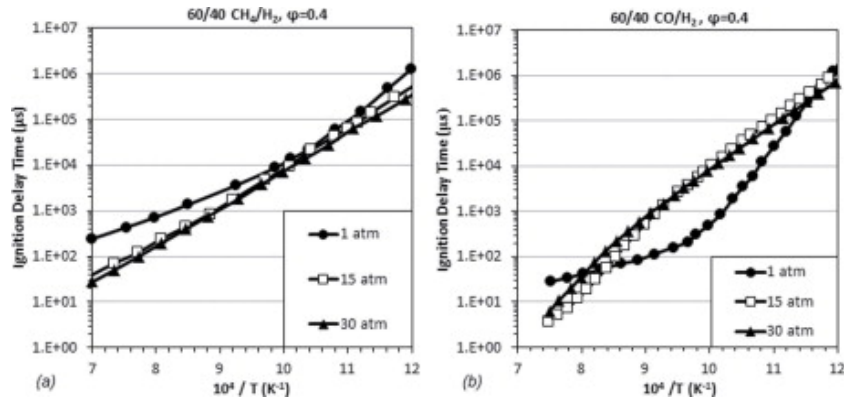 60/40 CH₄/H₂, φ=0.4
Ignition Delay Time (µs)
1.E+06
1.E+05
1.E+04
1.E+03
1.E+02
1.E+01
1.E+00
1 atm
15 atm
30 atm
7 8 9 10 11 12
(a)
10⁴ / T (K⁻¹)
60/40 CO/H₂ , φ=0.4
Ignition Delay Time (µs)
1.E+07
1.E+06
1.E+05
1.E+04
1.E+03
1.E+02
1.E+01
1.E+00
1 atm
15 atm
30 atm
7 8 9 10 11 12
(b)
10⁴ / T (K⁻¹)